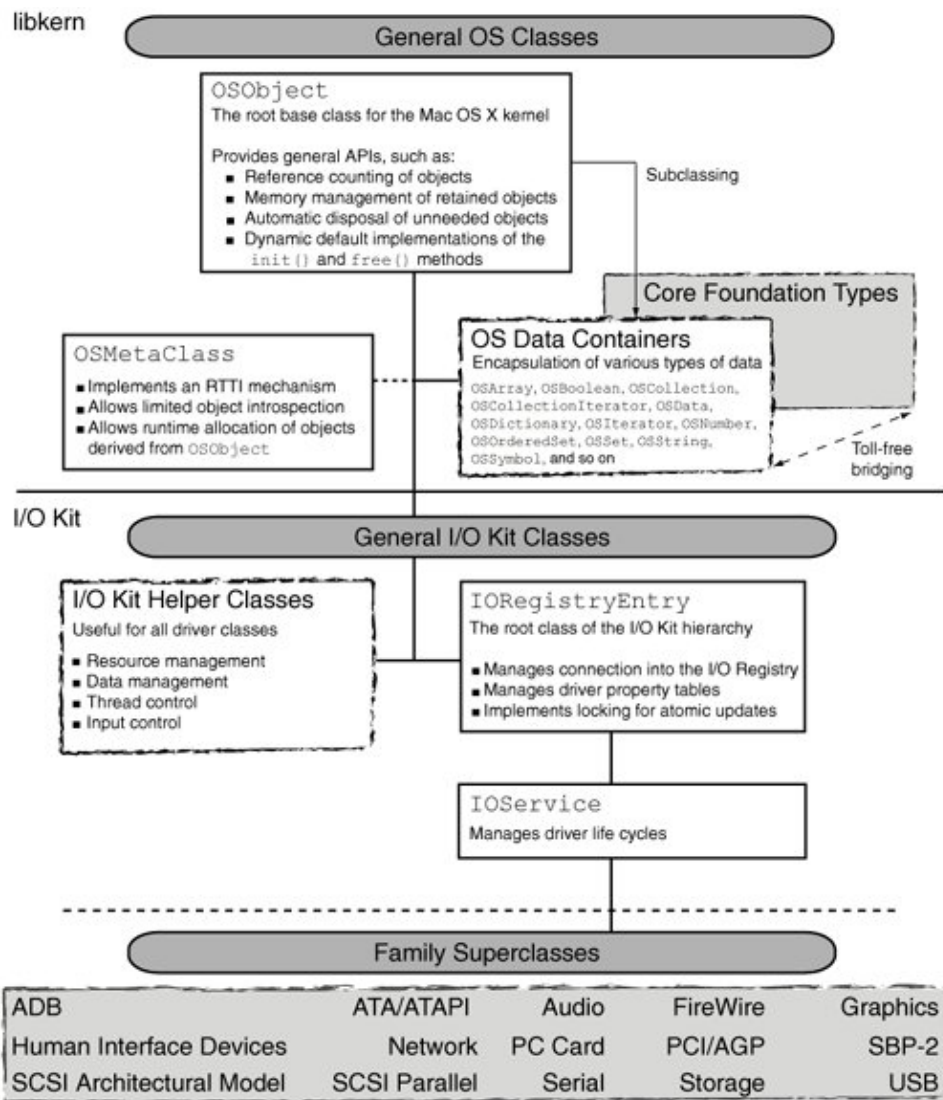 libkern
General OS Classes
OSObject
The root base class for the Mac OS X kernel
Provides general APIs, such as:
■ Reference counting of objects
■ Memory management of retained objects
■ Automatic disposal of unneeded objects
■ Dynamic default implementations of the
init() and free() methods
Subclassing
Core Foundation Types
OSMetaClass
■ Implements an RTTI mechanism
■ Allows limited object introspection
■ Allows runtime allocation of objects
derived from OSObject
OS Data Containers
Encapsulation of various types of data
OSArray, OSBoolean, OSCollection,
OSCollectionIterator, OSData,
OSDictionary, OSIterator, OSNumber,
OSOrderedSet, OSSet, OSString,
OSSymbol, and so on
Toll-free
bridging
I/O Kit
General I/O Kit Classes
I/O Kit Helper Classes
Useful for all driver classes
■ Resource management
■ Data management
■ Thread control
■ Input control
IORegistryEntry
The root class of the I/O Kit hierarchy
■ Manages connection into the I/O Registry
■ Manages driver property tables
■ Implements locking for atomic updates
IOService
Manages driver life cycles
Family Superclasses
ADB ATA/ATAPI Audio FireWire Graphics
Human Interface Devices Network PC Card PCI/AGP SBP-2
SCSI Architectural Model SCSI Parallel Serial Storage USB